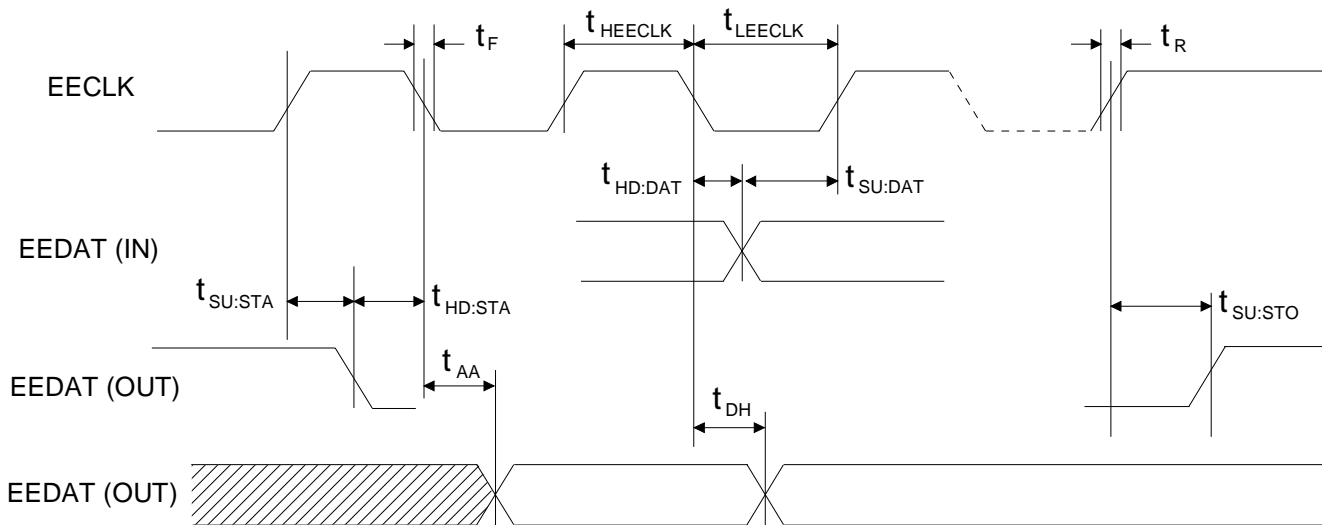 t HEECLK
t LEECLK
t F
t R
EECLK
t HD:DAT
t SU:DAT
EEDAT (IN)
t SU:STA
t HD:STA
t SU:STO
t AA
EEDAT (OUT)
t DH
EEDAT (OUT)